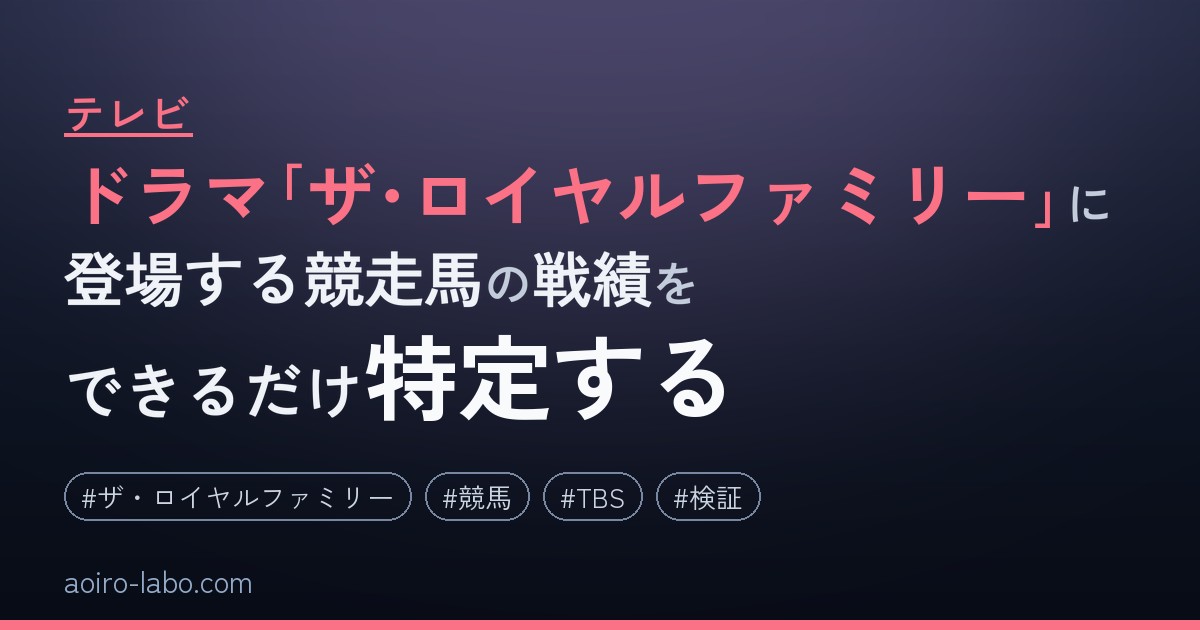 テレビ
ドラマ「ザ・ロイヤルファミリー」に
登場する競走馬の戦績を
できるだけ特定する
#ザ・ロイヤルファミリー #競馬 #TBS #検証
aoiro-labo.com